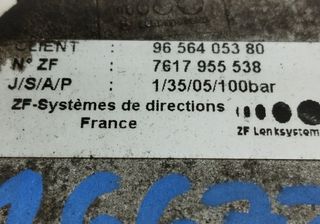 CLIENT : 96 564 053 80
N° ZF : 7617 955 538
J/S/A/P : 1/35/05/100bar
ZF-Systèmes de directions
France
ZF Lenksysteme